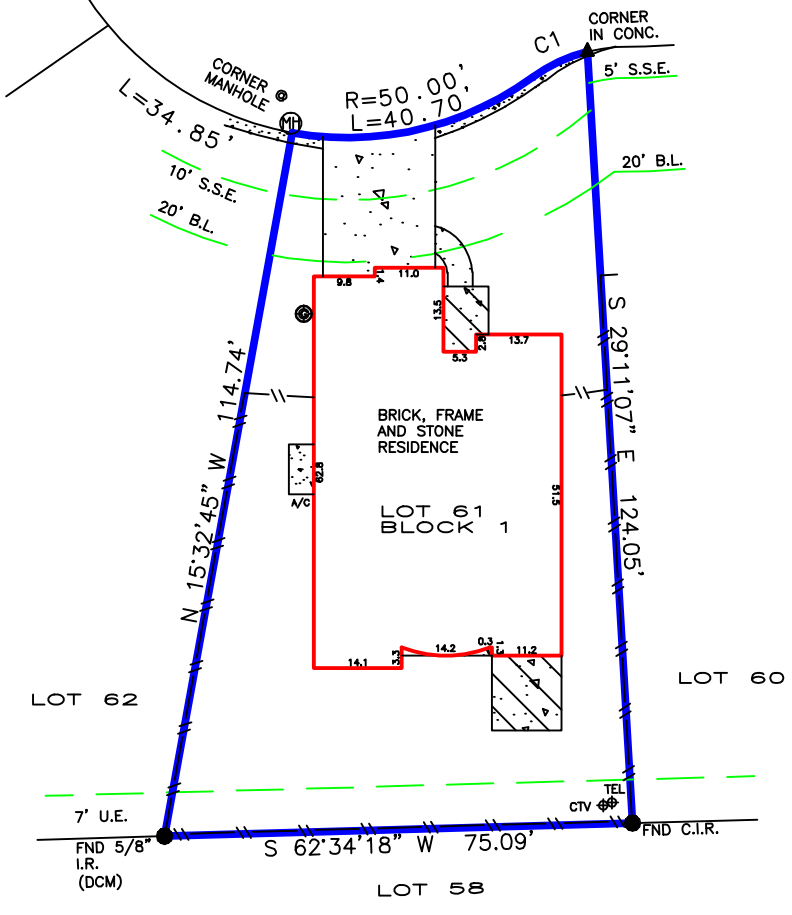 CORNER
IN CONC.
C1
5' S.S.E.
CORNER
MANHOLE
L=34.85'
R=50.00'
L=40.70'
MH
20' B.L.
10' S.S.E.
20' B.L.
9.8
1.4
11.0
13.5
5.3
2.8
13.7
G
S 29°11'07" E 124.05'
N 15°32'45" W 114.74'
BRICK, FRAME
AND STONE
RESIDENCE
62.8
A/C
51.5
LOT 61
BLOCK 1
14.1
3.3
14.2
0.3
1.3
11.2
LOT 62
LOT 60
7' U.E.
TEL
CTV
FND C.I.R.
FND 5/8"
I.R.
(DCM)
S 62°34'18" W 75.09'
LOT 58